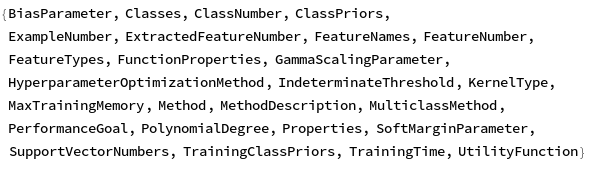 {BiasParameter, Classes, ClassNumber, ClassPriors,
ExampleNumber, ExtractedFeatureNumber, FeatureNames, FeatureNumber,
FeatureTypes, FunctionProperties, GammaScalingParameter,
HyperparameterOptimizationMethod, IndeterminateThreshold, KernelType,
MaxTrainingMemory, Method, MethodDescription, MulticlassMethod,
PerformanceGoal, PolynomialDegree, Properties, SoftMarginParameter,
SupportVectorNumbers, TrainingClassPriors, TrainingTime, UtilityFunction}